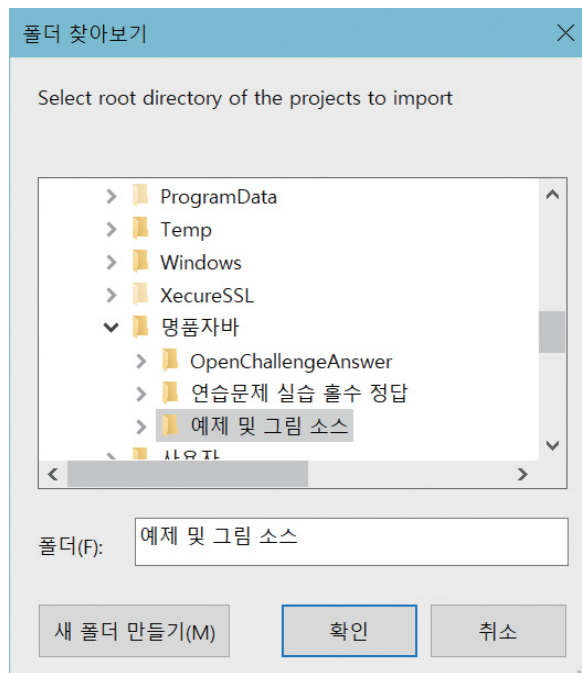 폴더 찾아보기
Select root directory of the projects to import
ProgramData
Temp
Windows
XecureSSL
명품자바
OpenChallengeAnswer
연습문제 실습 홀수 정답
예제 및 그림 소스
사용자
폴더(F):
예제 및 그림 소스
새 폴더 만들기(M)
확인
취소